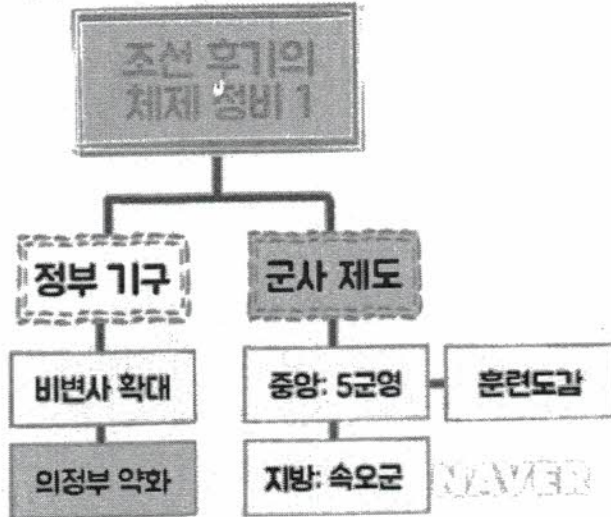 조선 후기의
체제 정비 1
정부 기구
군사 제도
비변사 확대
중앙: 5군영
훈련도감
의정부 약화
지방: 속오군
NAVER